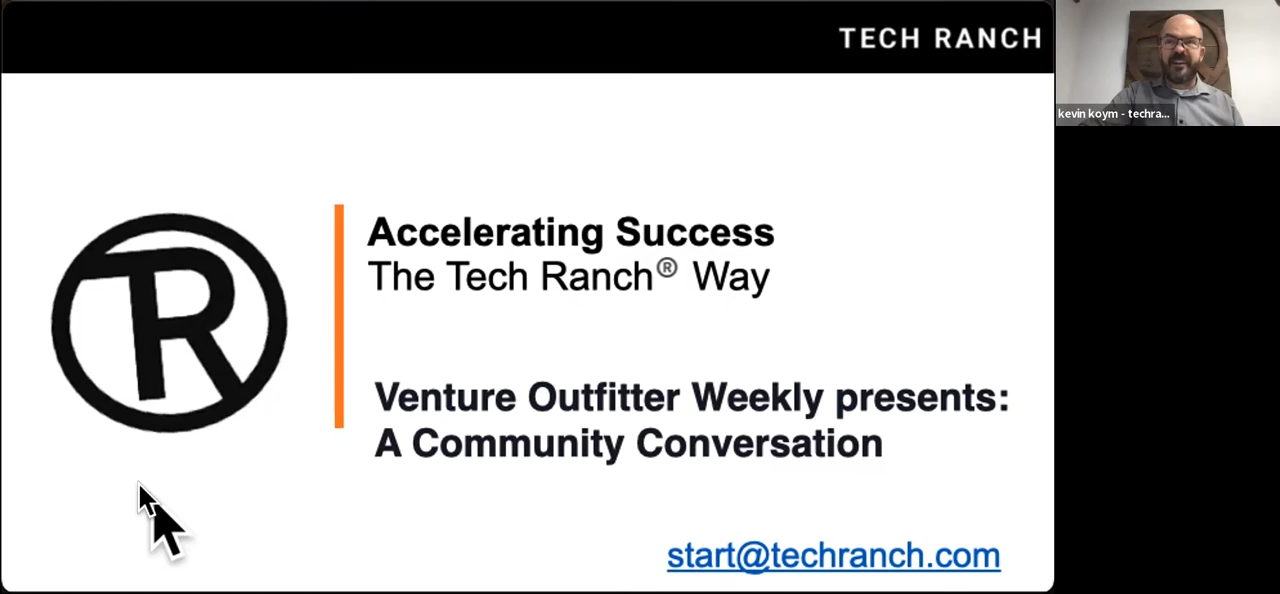 TECH RANCH
kevin koym - techra...
Accelerating Success
The Tech Ranch® Way
Venture Outfitter Weekly presents:
A Community Conversation
start@techranch.com